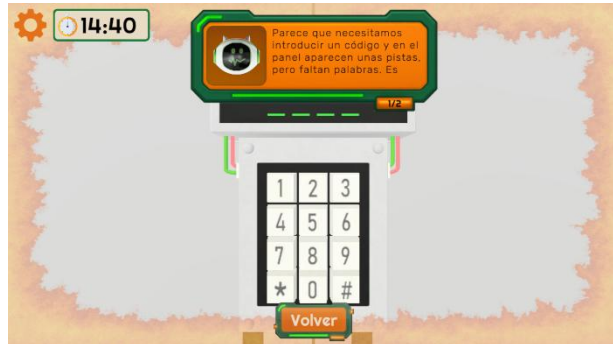 14:40
Parece que necesitamos
introducir un código y en el
panel aparecen unas pistas,
pero faltan palabras. Es
1/2
1 2 3
4 5 6
7 8 9
* 0 #
Volver